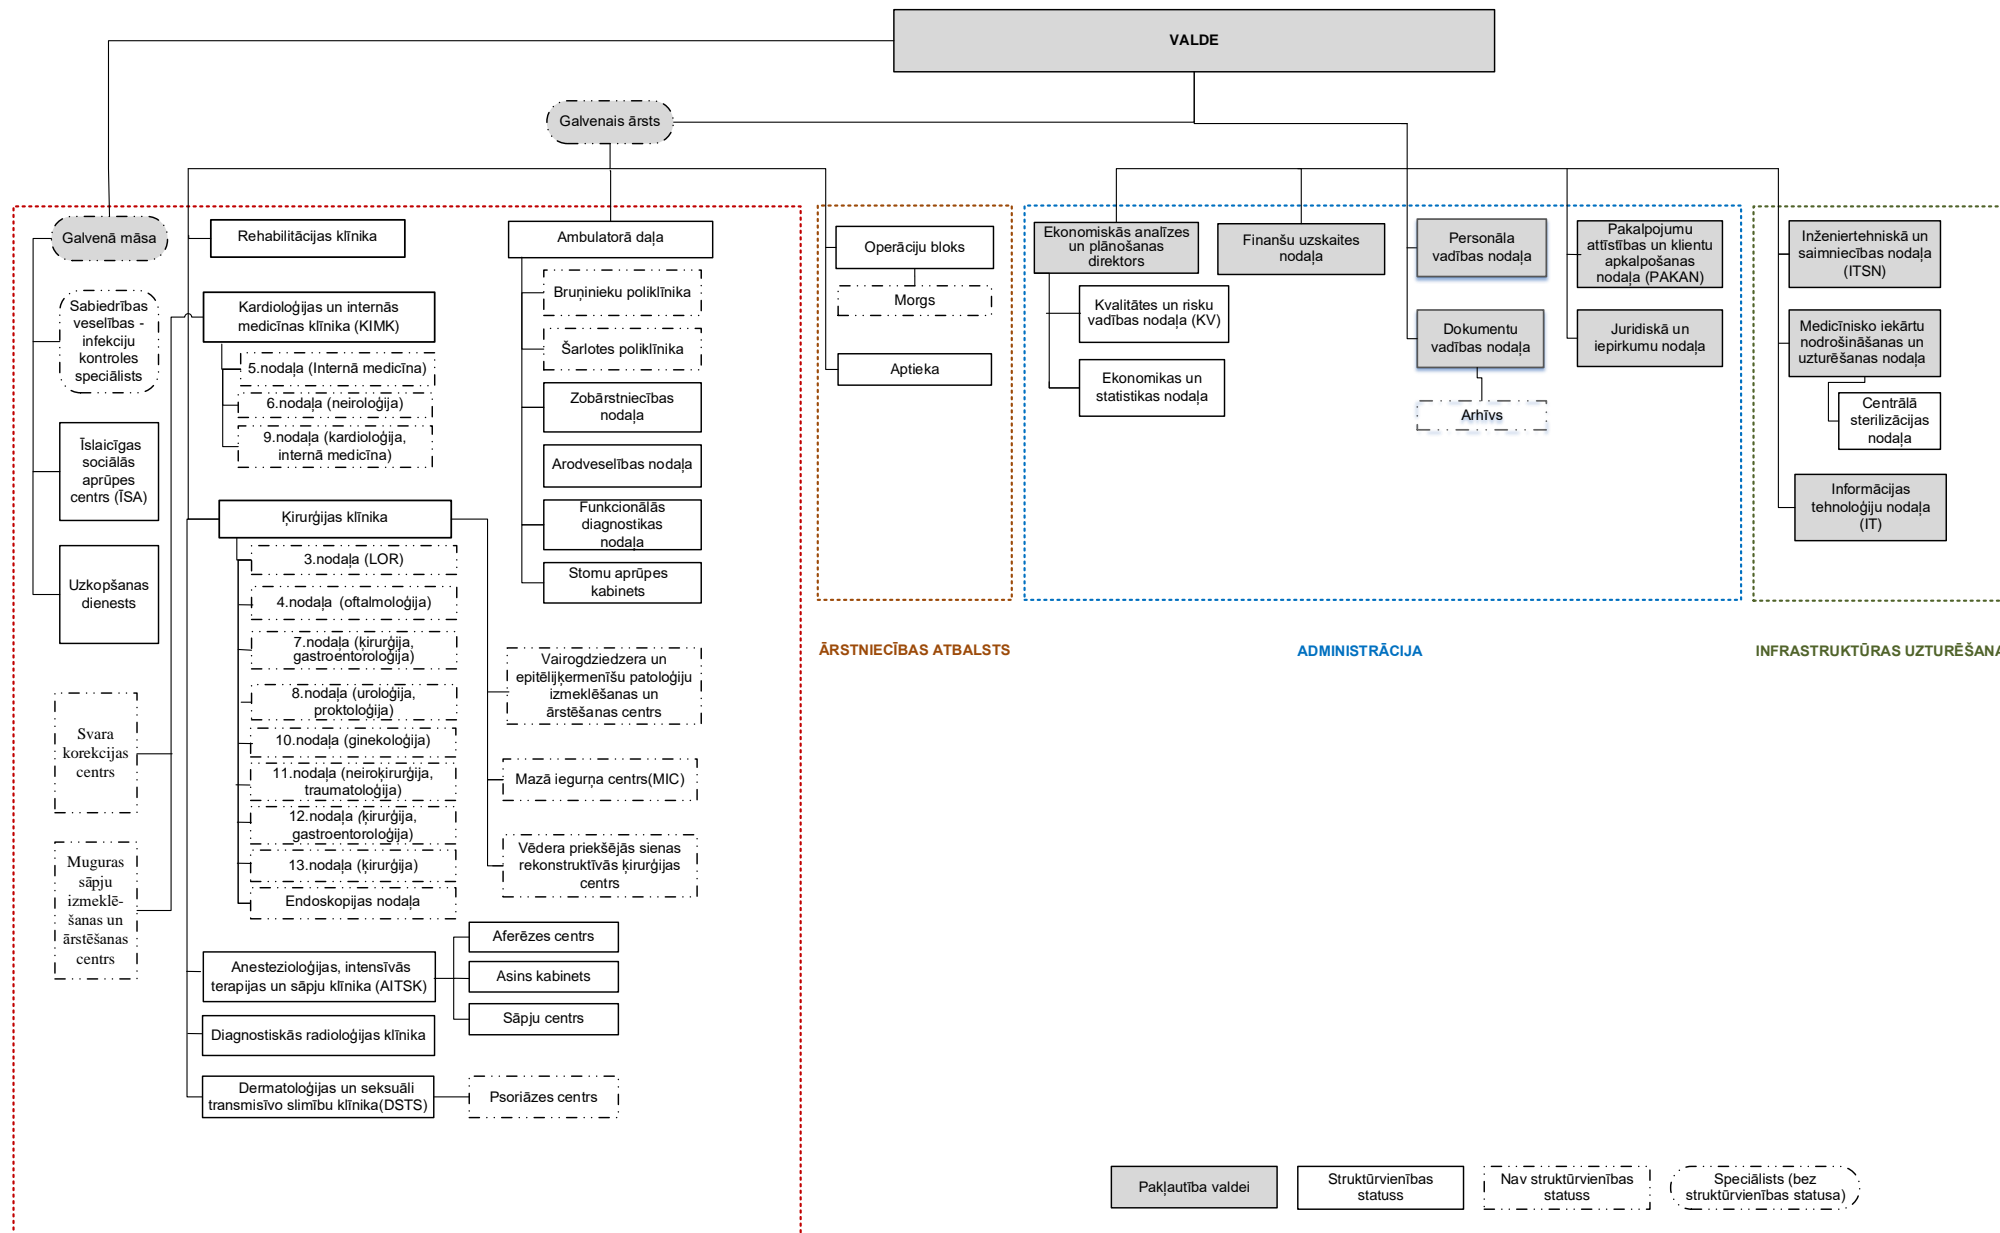 VALDE
Galvenais ārsts
Galvenā māsa
Sabiedrības
veselības -
infekciju
kontroles
speciālists
Īslaicīgas
sociālās
aprūpes
centrs (ĪSA)
Uzkopšanas
dienests
Svara
korekcijas
centrs
Muguras
sāpju
izmeklē-
šanas un
ārstēšanas
centrs
Rehabilitācijas klīnika
Kardioloģijas un internās
medicīnas klīnika (KIMK)
5.nodaļa (Internā medicīna)
6.nodaļa (neiroloģija)
9.nodaļa (kardioloģija,
internā medicīna)
Ķirurģijas klīnika
3.nodaļa (LOR)
4.nodaļa (oftalmoloģija)
7.nodaļa (ķirurģija,
gastroentoroloģija)
8.nodaļa (uroloģija,
proktoloģija)
10.nodaļa (ginekoloģija)
11.nodaļa (neiroķirurģija,
traumatoloģija)
12.nodaļa (ķirurģija,
gastroentoroloģija)
13.nodaļa (ķirurģija)
Endoskopijas nodaļa
Anestezioloģijas, intensīvās
terapijas un sāpju klīnika (AITSK)
Diagnostiskās radioloģijas klīnika
Dermatoloģijas un seksuāli
transmisīvo slimību klīnika(DSTS)
Ambulatorā daļa
Bruņinieku poliklīnika
Šarlotes poliklīnika
Zobārstniecības
nodaļa
Arodveselības nodaļa
Funkcionālās
diagnostikas
nodaļa
Stomu aprūpes
kabinets
Vairogdziedzera un
epitēlijķermenīšu patoloģiju
izmeklēšanas un
ārstēšanas centrs
Mazā iegurņa centrs(MIC)
Vēdera priekšējās sienas
rekonstruktīvās ķirurģijas
centrs
Aferēzes centrs
Asins kabinets
Sāpju centrs
Psoriāzes centrs
Operāciju bloks
Morgs
Aptieka
ĀRSTNIECĪBAS ATBALSTS
Ekonomiskās analīzes
un plānošanas
direktors
Kvalitātes un risku
vadības nodaļa (KV)
Ekonomikas un
statistikas nodaļa
Finanšu uzskaites
nodaļa
Personāla
vadības nodaļa
Dokumentu
vadības nodaļa
Arhīvs
Pakalpojumu
attīstības un klientu
apkalpošanas
nodaļa (PAKAN)
Juridiskā un
iepirkumu nodaļa
ADMINISTRĀCIJA
Inženiertehniskā un
saimniecības nodaļa
(ITSN)
Medicīnisko iekārtu
nodrošināšanas un
uzturēšanas nodaļa
Centrālā
sterilizācijas
nodaļa
Informācijas
tehnoloģiju nodaļa
(IT)
INFRASTRUKTŪRAS UZTURĒŠANA
Pakļautība valdei
Struktūrvienības
statuss
Nav struktūrvienības
statuss
Speciālists (bez
struktūrvienības statusa)